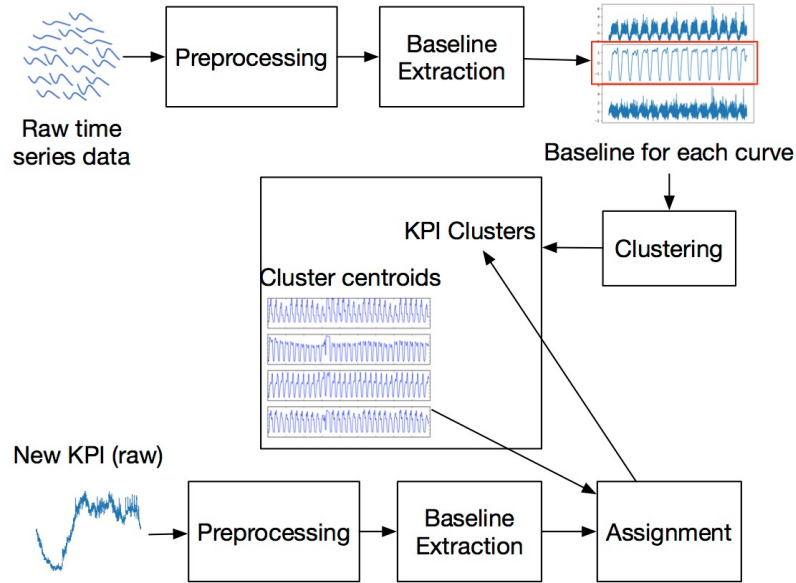 Preprocessing
Baseline
Extraction
Raw time
series data
Baseline for each curve
KPI Clusters
Clustering
Cluster centroids
New KPI (raw)
Preprocessing
Baseline
Extraction
Assignment